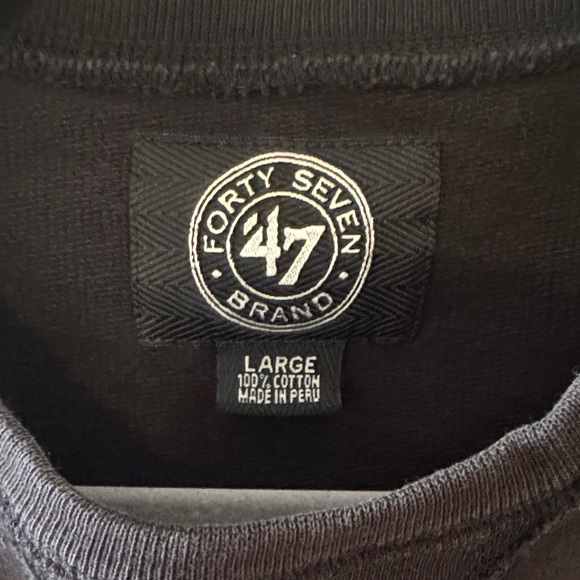 FORTY SEVEN
'47
BRAND
LARGE
100% COTTON
MADE IN PERU